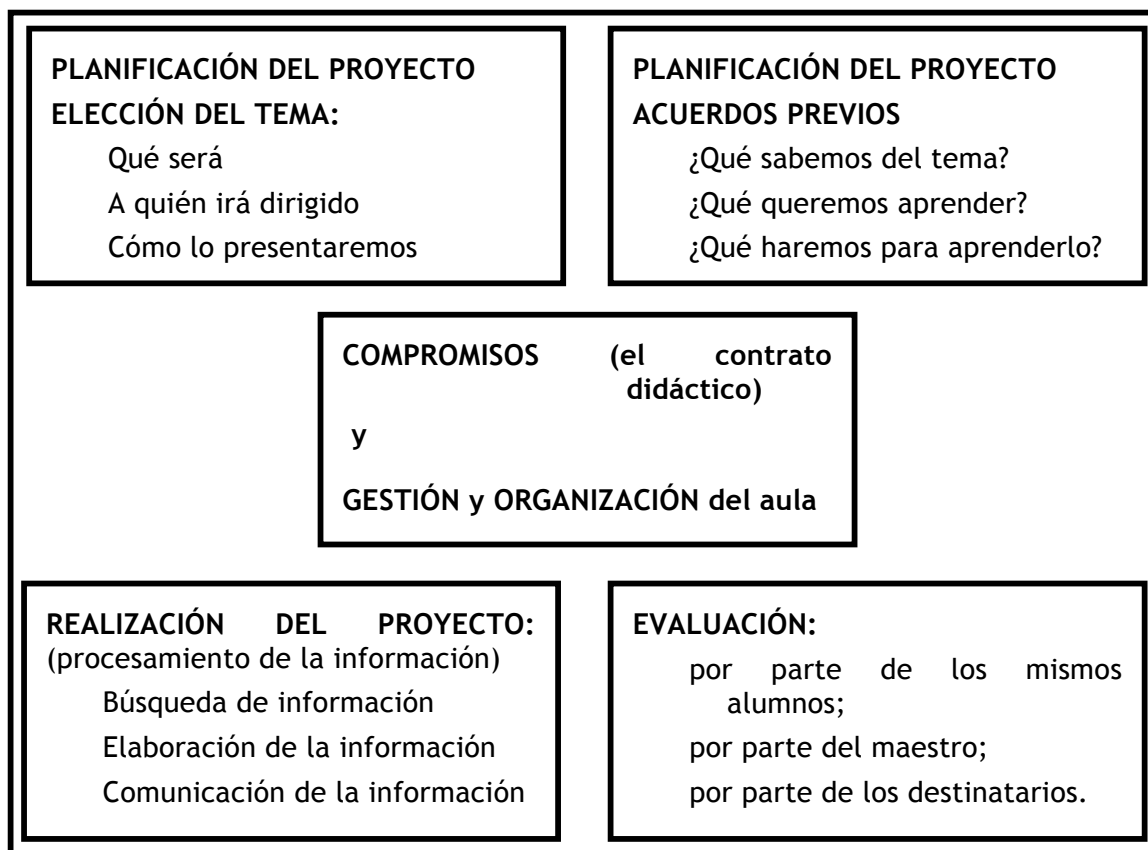 PLANIFICACIÓN DEL PROYECTO
ELECCIÓN DEL TEMA:
Qué será
A quién irá dirigido
Cómo lo presentaremos
PLANIFICACIÓN DEL PROYECTO
ACUERDOS PREVIOS
¿Qué sabemos del tema?
¿Qué queremos aprender?
¿Qué haremos para aprenderlo?
COMPROMISOS (el contrato
didáctico)
y
GESTIÓN y ORGANIZACIÓN del aula
REALIZACIÓN DEL PROYECTO:
(procesamiento de la información)
Búsqueda de información
Elaboración de la información
Comunicación de la información
EVALUACIÓN:
por parte de los mismos
alumnos;
por parte del maestro;
por parte de los destinatarios.